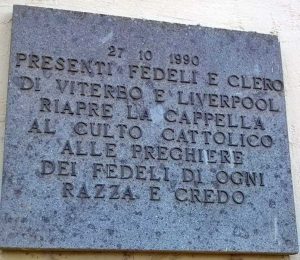 27 10 1990
PRESENTI FEDELI E CLERO
DI VITERBO E LIVERPOOL
RIAPRE LA CAPPELLA
AL CULTO CATTOLICO
ALLE PREGHIERE
DEI FEDELI DI OGNI
RAZZA E CREDO